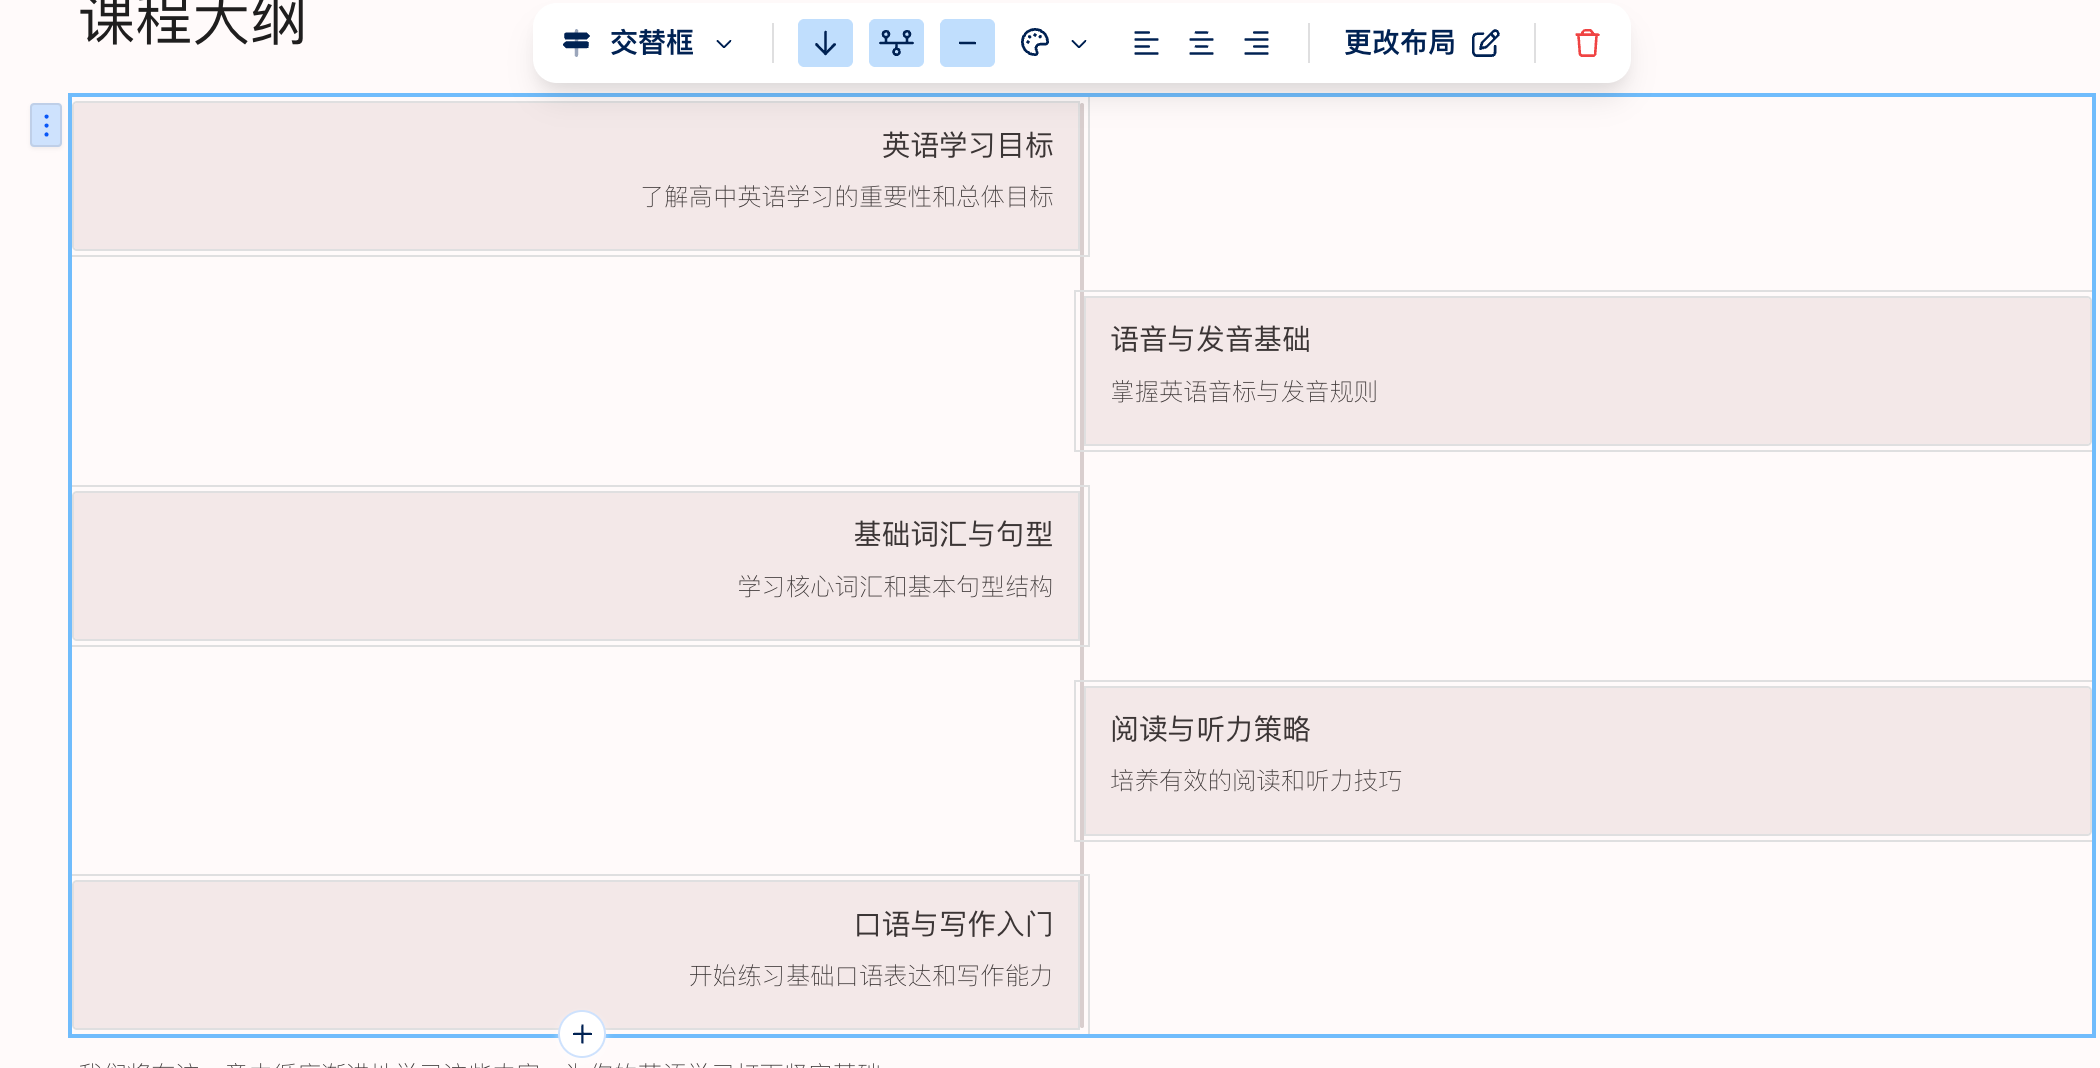 课程大纲
交替框
更改布局
英语学习目标
了解高中英语学习的重要性和总体目标
语音与发音基础
掌握英语音标与发音规则
基础词汇与句型
学习核心词汇和基本句型结构
阅读与听力策略
培养有效的阅读和听力技巧
口语与写作入门
开始练习基础口语表达和写作能力